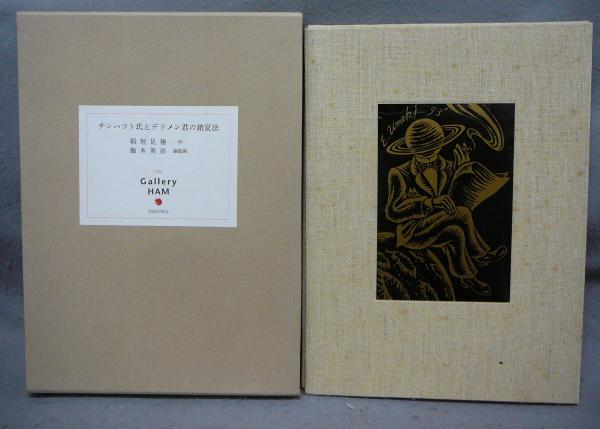 チンハツト氏とデドメン君の銷夏法
稲垣足穂 作
梅木英治 銅版画
1994
Gallery
HAM
NAGOYA
E. Umeki